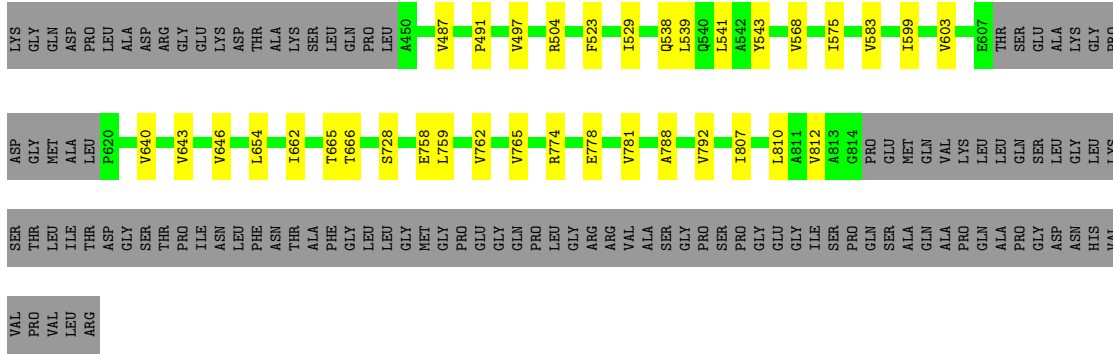 LYS GLY GLN ASP PRO LEU ALA ASP ARG GLY GLU LYS ASP THR ALA LYS SER LEU GLN PRO LEU A450 V487 P491 V497 R504 F523 I529 Q538 L539 Q540 L541 A542 Y543 V568 I575 V583 I599 V603 E607 THR SER GLU ALA LYS GLY PRO
ASP GLY MET ALA LEU P620 V640 V643 V646 L654 I662 T665 T666 S728 E758 L759 V762 V765 R774 E778 V781 A788 V792 I807 L810 A811 V812 A813 G814 PRO GLU MET GLN VAL LYS LEU LEU GLN SER LEU GLY LEU LYS
SER THR LEU ILE THR ASP GLY SER THR PRO ILE ASN LEU PHE ASN THR ALA PHE GLY LEU LEU GLY MET GLY PRO GLU GLY GLN PRO LEU GLY ARG ARG VAL ALA SER GLY PRO SER PRO GLY GLU GLY ILE SER PRO GLN SER ALA GLN ALA PRO GLN ALA PRO GLY ASP ASN HIS VAL
VAL PRO VAL LEU ARG